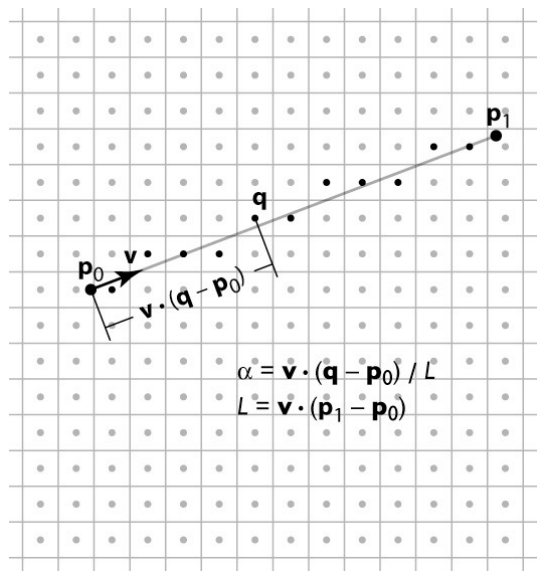 p₁
q
v
p₀
v · (q – p₀)
α = v · (q – p₀) / L
L = v · (p₁ – p₀)